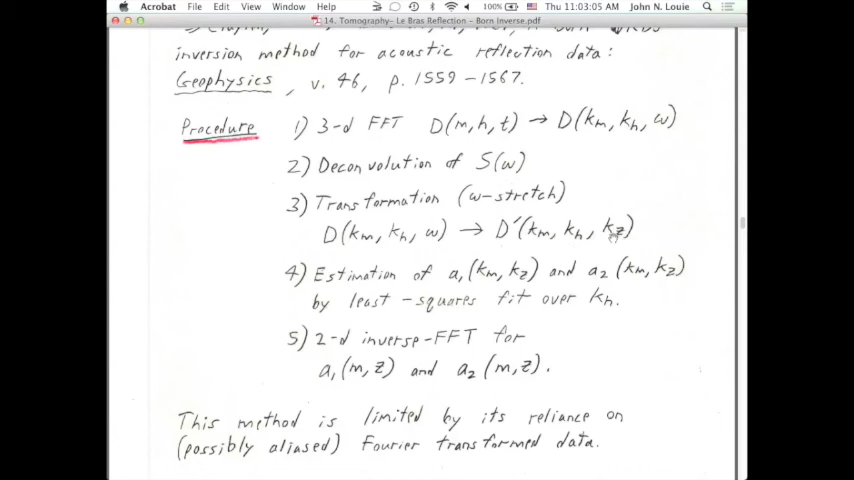 Acrobat File Edit View Window Help 100% Thu 11:03:05 AM John N. Louie
14. Tomography- Le Bras Reflection - Born Inverse.pdf
inversion method for acoustic reflection data:
Geophysics, v. 46, p. 1559-1567.
Procedure 1) 3-d FFT D(m,h,t) → D(km, kh, ω)
2) Deconvolution of S(ω)
3) Transformation (ω-stretch)
D(km, kh, ω) → D′(km, kh, kz)
4) Estimation of a₁(km, kz) and a₂(km, kz)
by least-squares fit over kh.
5) 2-d inverse-FFT for
a₁(m, z) and a₂(m, z).
This method is limited by its reliance on
(possibly aliased) Fourier transformed data.